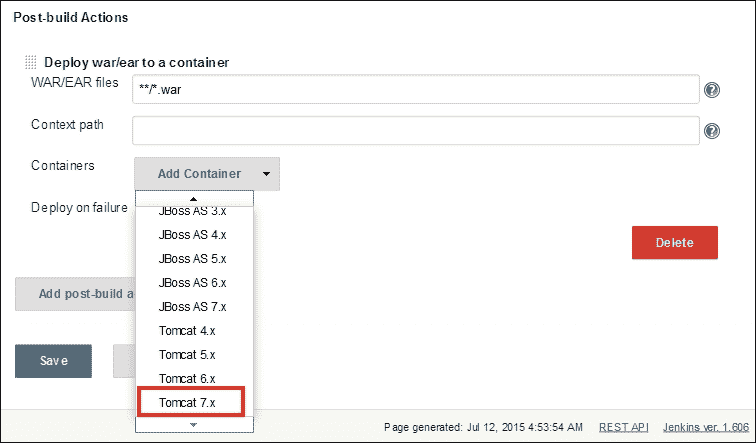 Post-build Actions
Deploy war/ear to a container
WAR/EAR files
**/*.war
Context path
Containers
Add Container
Deploy on failure
JBoss AS 3.x
JBoss AS 4.x
JBoss AS 5.x
JBoss AS 6.x
JBoss AS 7.x
Tomcat 4.x
Tomcat 5.x
Tomcat 6.x
Tomcat 7.x
Delete
Add post-build a
Save
Page generated: Jul 12, 2015 4:53:54 AM REST API Jenkins ver. 1.606